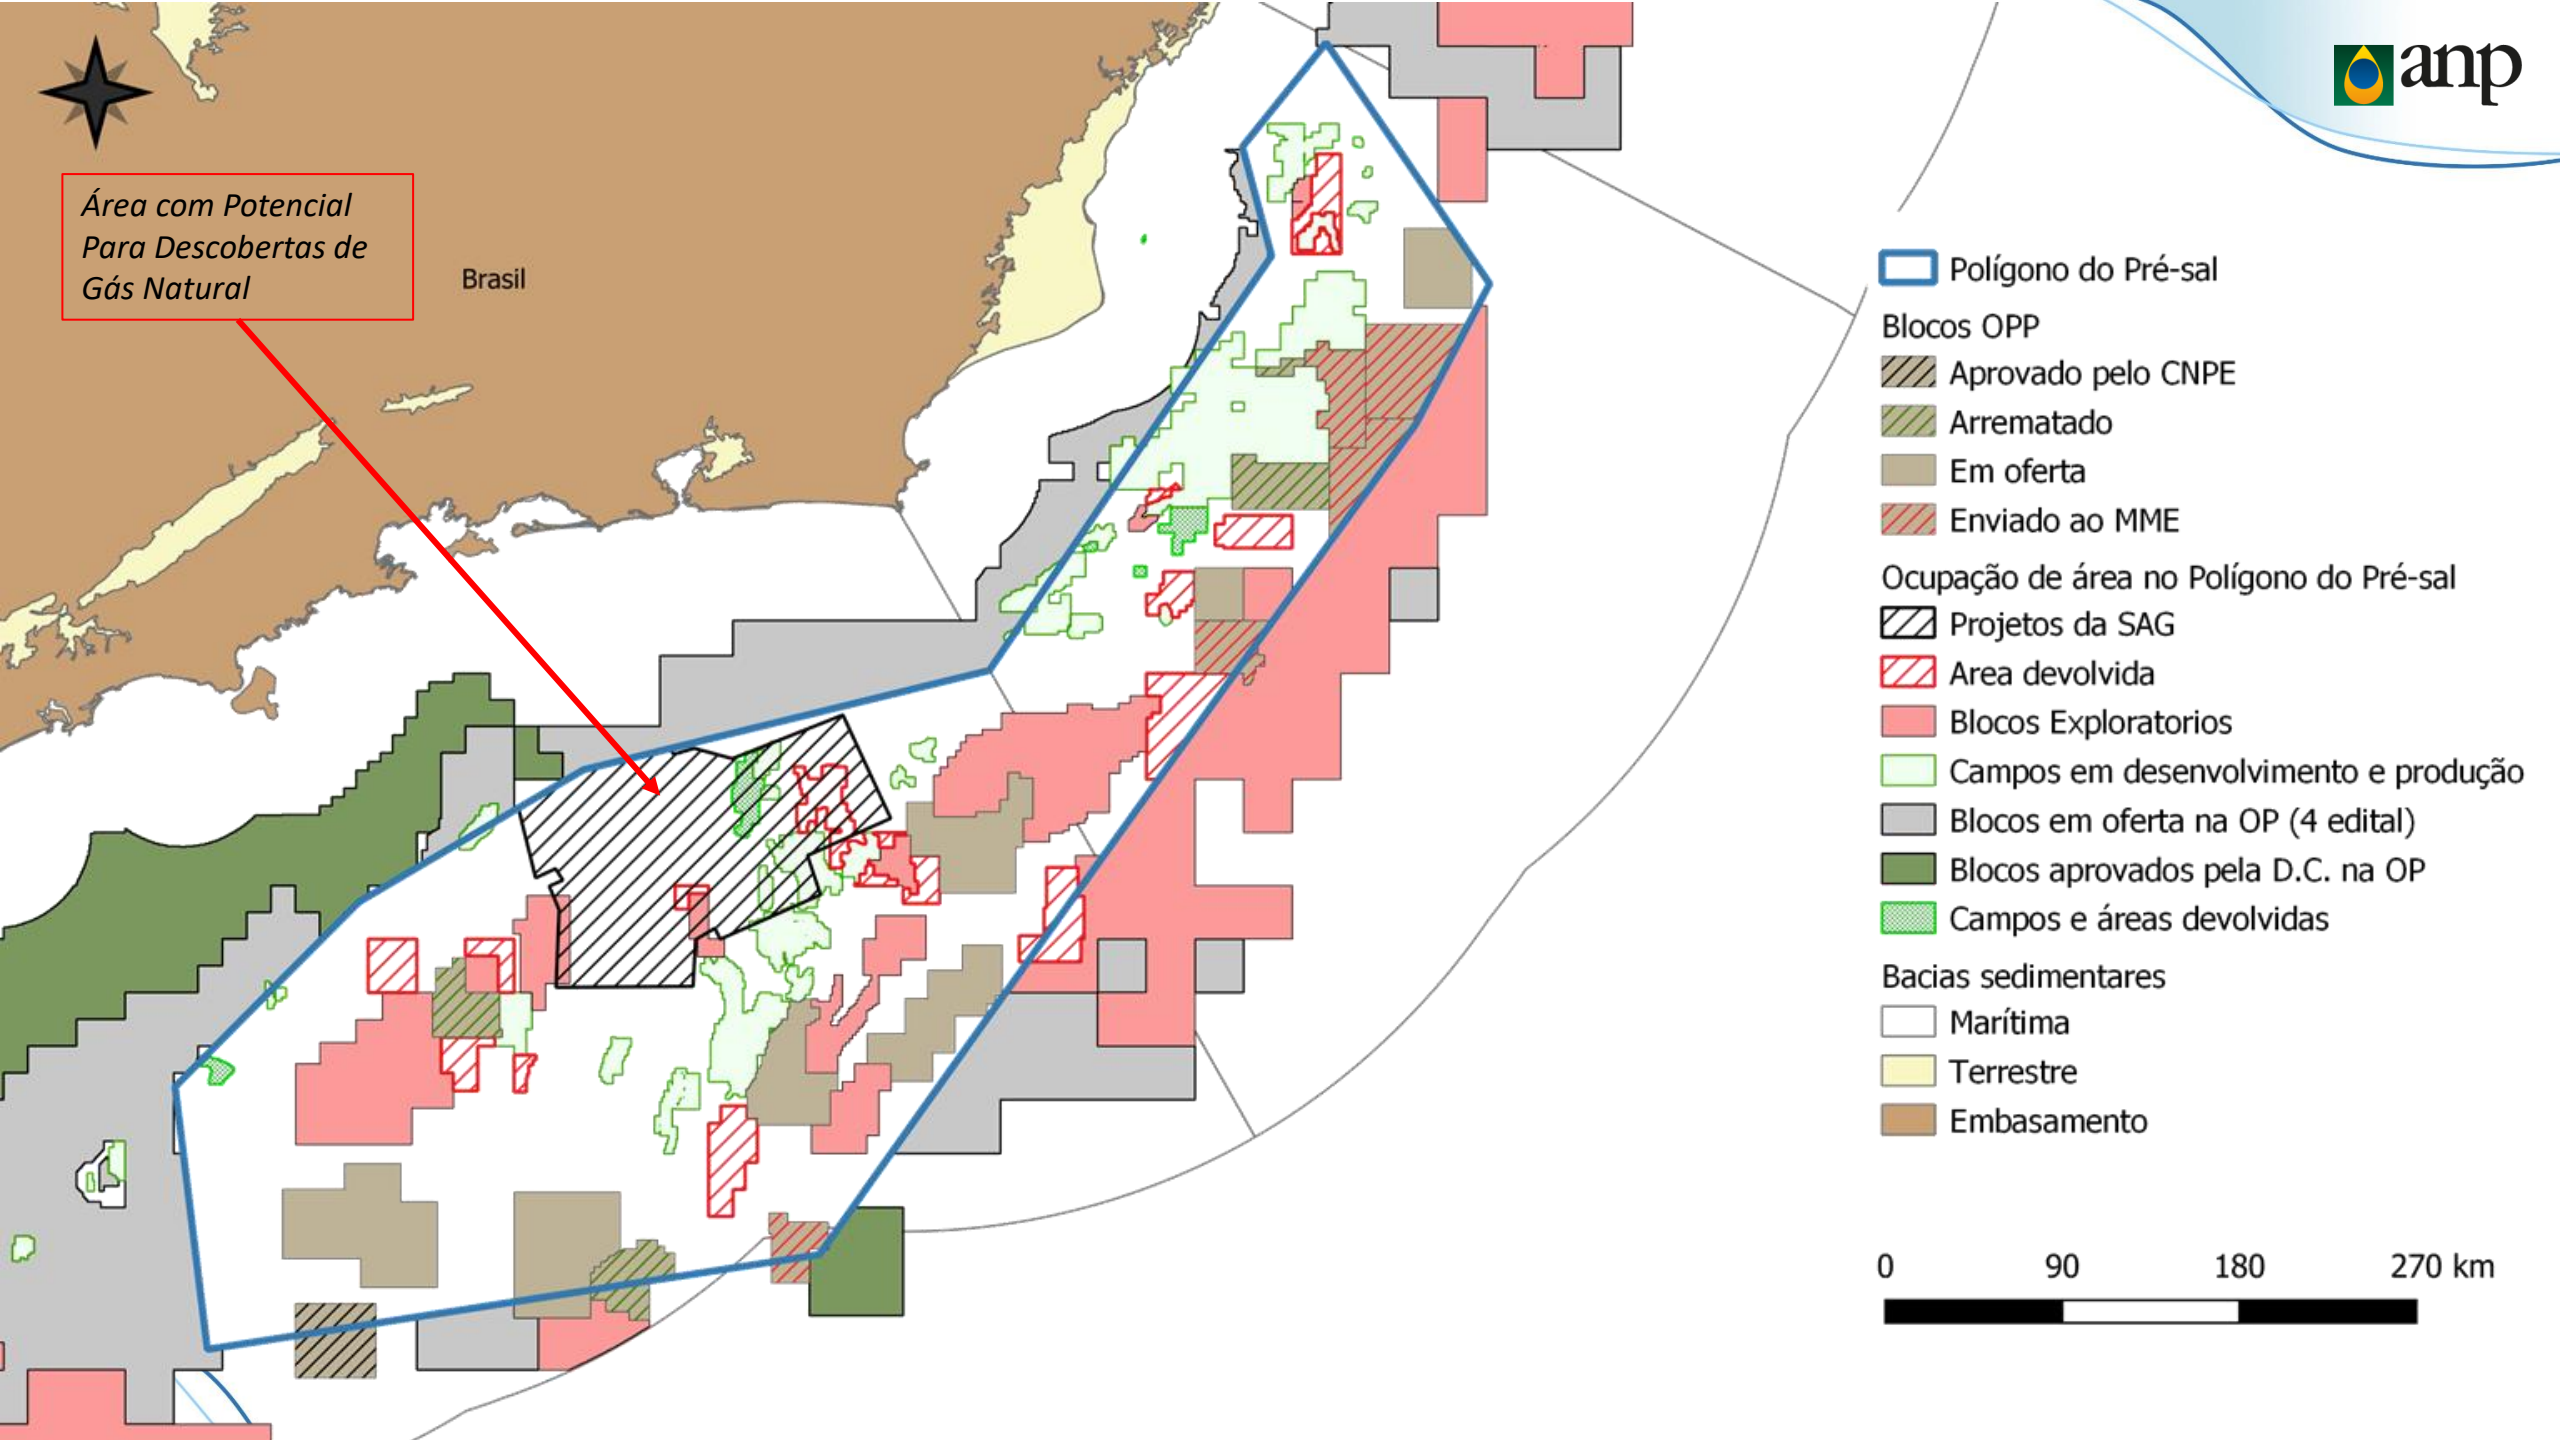 anp
Área com Potencial
Para Descobertas de
Gás Natural
Brasil
Polígono do Pré-sal
Blocos OPP
Aprovado pelo CNPE
Arrematado
Em oferta
Enviado ao MME
Ocupação de área no Polígono do Pré-sal
Projetos da SAG
Area devolvida
Blocos Exploratorios
Campos em desenvolvimento e produção
Blocos em oferta na OP (4 edital)
Blocos aprovados pela D.C. na OP
Campos e áreas devolvidas
Bacias sedimentares
Marítima
Terrestre
Embasamento
0 90 180 270 km